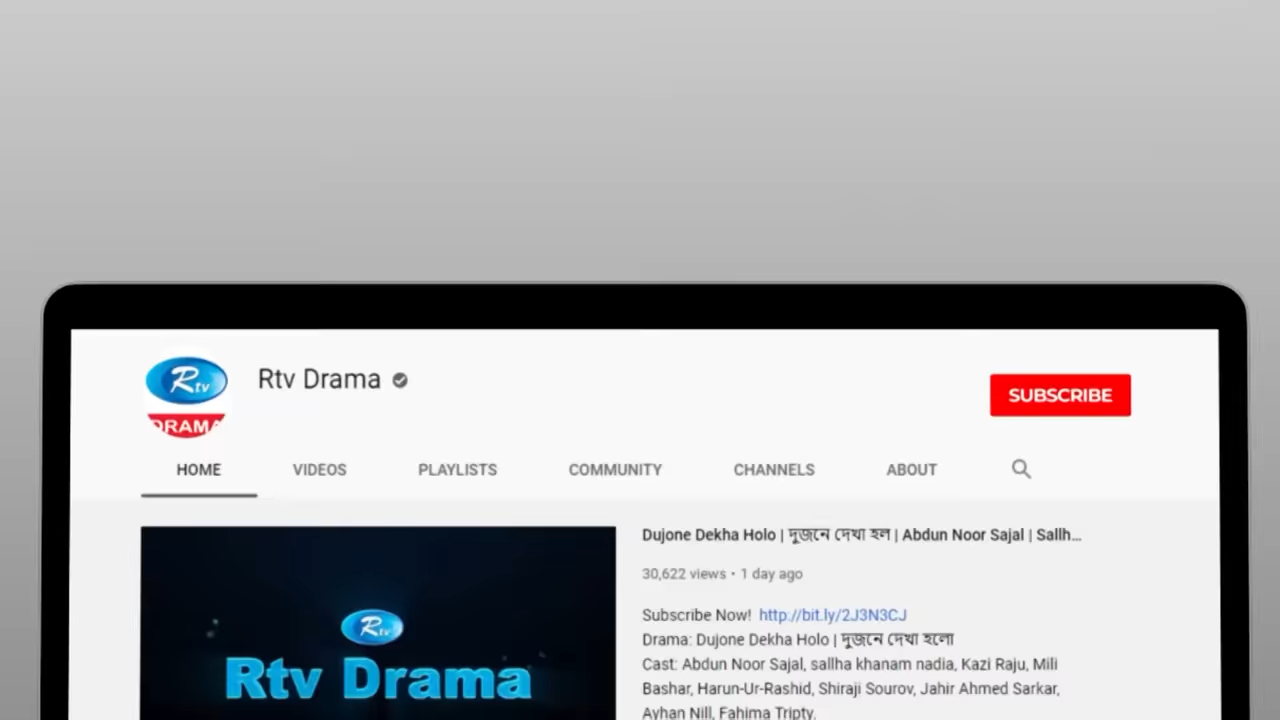 Rtv
DRAMA
Rtv Drama
SUBSCRIBE
HOME VIDEOS PLAYLISTS COMMUNITY CHANNELS ABOUT
Rtv
Rtv Drama
Dujone Dekha Holo | দুজনে দেখা হল | Abdun Noor Sajal | Sallh...
30,622 views • 1 day ago
Subscribe Now! http://bit.ly/2J3N3CJ
Drama: Dujone Dekha Holo | দুজনে দেখা হলো
Cast: Abdun Noor Sajal, sallha khanam nadia, Kazi Raju, Mili
Bashar, Harun-Ur-Rashid, Shiraji Sourov, Jahir Ahmed Sarkar,
Ayhan Nill, Fahima Tripty.